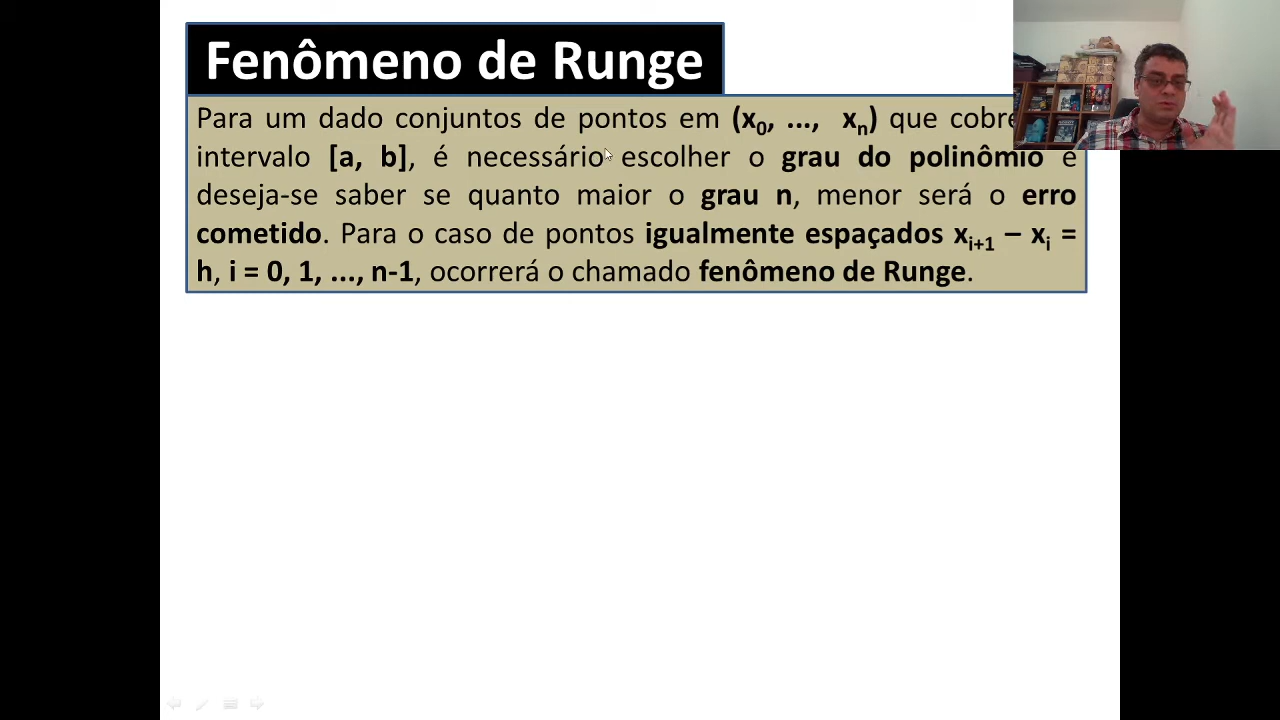 Fenômeno de Runge
Para um dado conjuntos de pontos em (x0, ..., xn) que cobre
intervalo [a, b], é necessário escolher o grau do polinômio e
deseja-se saber se quanto maior o grau n, menor será o erro
cometido. Para o caso de pontos igualmente espaçados xi+1 – xi =
h, i = 0, 1, ..., n-1, ocorrerá o chamado fenômeno de Runge.